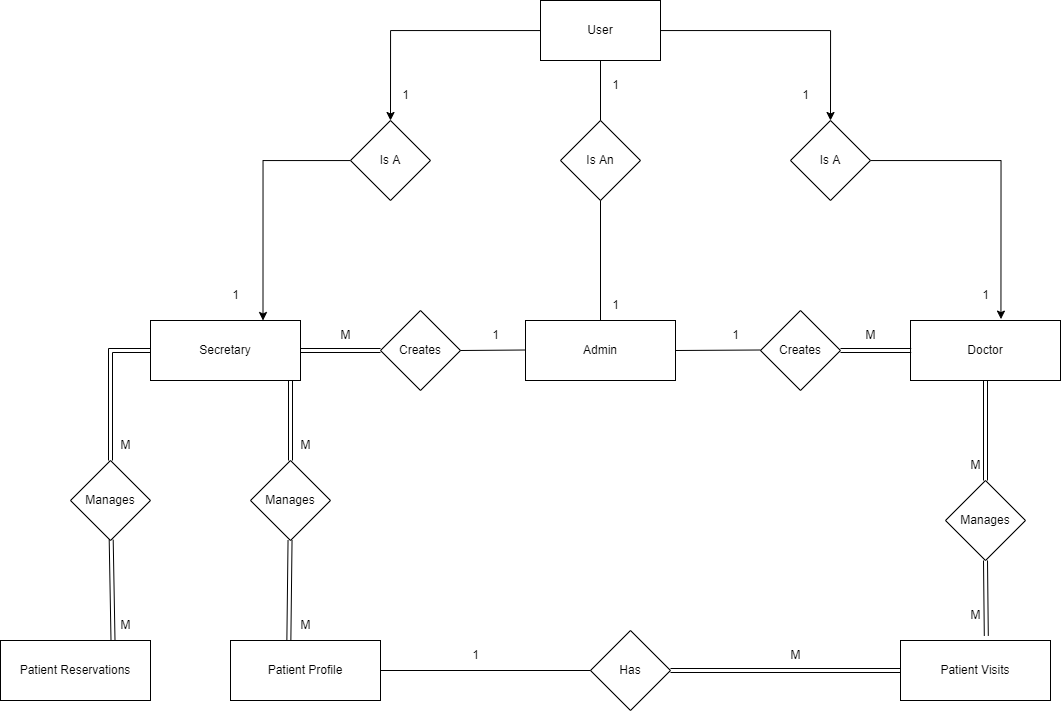 User
1
1
1
Is A
Is An
Is A
1
1
1
Secretary
M
Creates
1
Admin
1
Creates
M
Doctor
M
M
M
Manages
Manages
Manages
M
M
M
Patient Reservations
Patient Profile
1
Has
M
Patient Visits